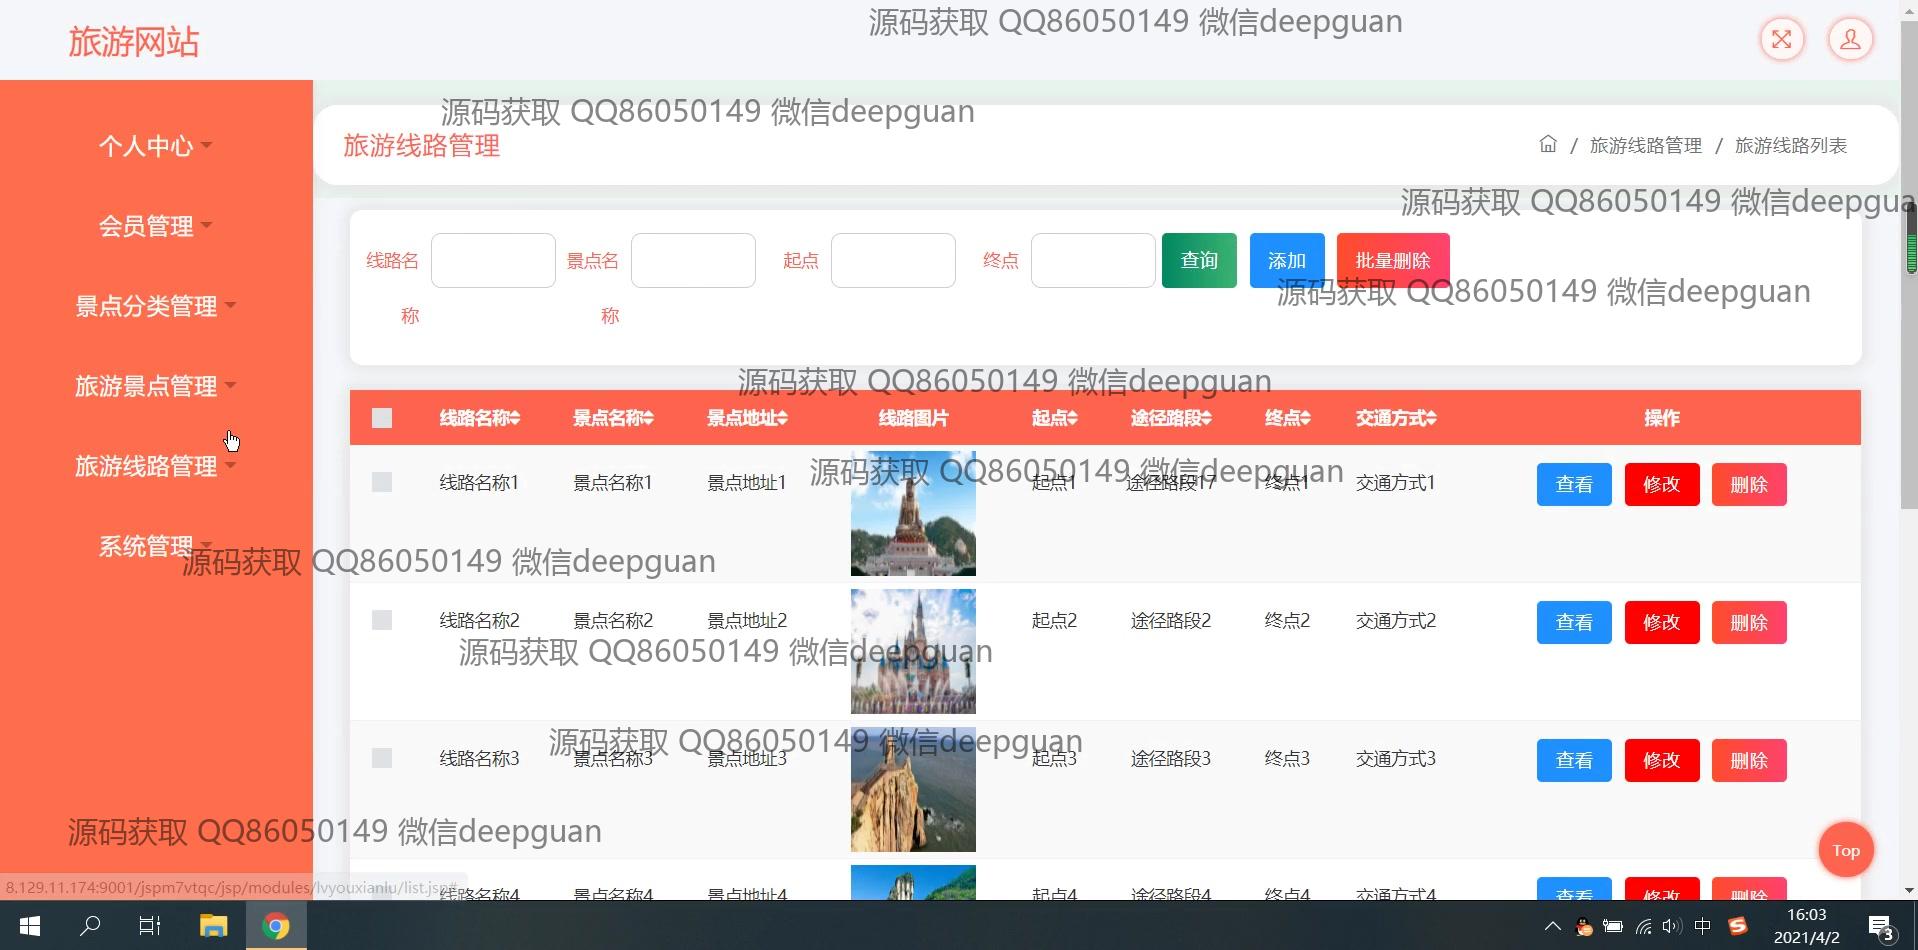 旅游网站
源码获取 QQ86050149 微信deepguan
源码获取 QQ86050149 微信deepguan
旅游线路管理
/ 旅游线路管理 / 旅游线路列表
源码获取 QQ86050149 微信deepgua
个人中心
会员管理
景点分类管理
旅游景点管理
旅游线路管理
系统管理
线路名称 景点名称 起点 终点 查询 添加 批量删除
源码获取 QQ86050149 微信deepguan
源码获取 QQ86050149 微信deepguan
线路名称 景点名称 景点地址 线路图片 起点 途径路段 终点 交通方式 操作
源码获取 QQ86050149 微信deepguan
线路名称1 景点名称1 景点地址1 起点1 途径路段17 终点1 交通方式1 查看 修改 删除
源码获取 QQ86050149 微信deepguan
线路名称2 景点名称2 景点地址2 起点2 途径路段2 终点2 交通方式2 查看 修改 删除
源码获取 QQ86050149 微信deepguan
源码获取 QQ86050149 微信deepguan
线路名称3 景点名称3 景点地址3 起点3 途径路段3 终点3 交通方式3 查看 修改 删除
源码获取 QQ86050149 微信deepguan
Top
8.129.11.174:9001/jspm7vtqc/jsp/modules/lvyouxianlu/list.jsp#
线路名称4 景点名称4 景点地址4 起点4 途径路段4 终点4 交通方式4 查看 修改 删除
中
16:03
2021/4/2
3